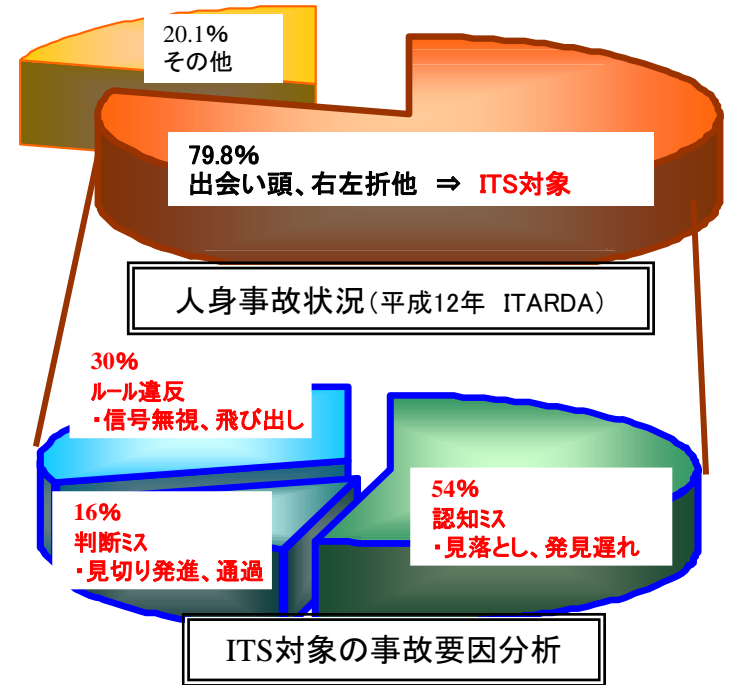 20.1%
その他
79.8%
出会い頭、右左折他 ⇒ ITS対象
人身事故状況(平成12年 ITARDA)
30%
ルール違反
・信号無視、飛び出し
54%
認知ミス
・見落とし、発見遅れ
16%
判断ミス
・見切り発進、通過
ITS対象の事故要因分析